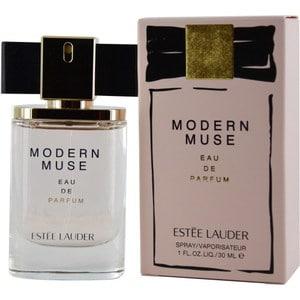 MODERN
MUSE
EAU
DE
PARFUM
ESTĒE LAUDER
MODERN
MUSE
EAU
DE
PARFUM
ESTĒE LAUDER
SPRAY/VAPORISATEUR
1 FL.OZ.LIQ./30 ML ℮